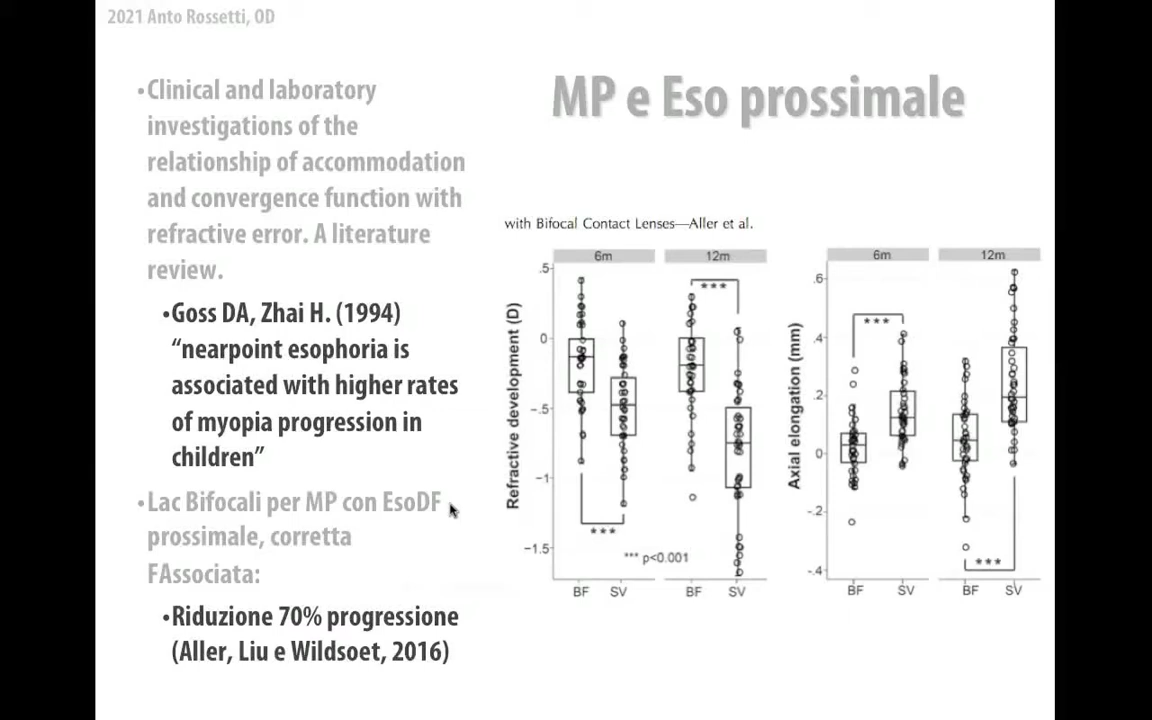 2021 Anto Rossetti, OD
MP e Eso prossimale
•Clinical and laboratory
investigations of the
relationship of accommodation
and convergence function with
refractive error. A literature
review.
•Goss DA, Zhai H. (1994)
“nearpoint esophoria is
associated with higher rates
of myopia progression in
children”
•Lac Bifocali per MP con EsoDF
prossimale, corretta
FAssociata:
•Riduzione 70% progressione
(Aller, Liu e Wildsoet, 2016)
with Bifocal Contact Lenses—Aller et al.
6m
12m
Refractive development (D)
.5
0
-.5
-1
-1.5
***
***
*** p<0.001
BF
SV
BF
SV
6m
12m
Axial elongation (mm)
.6
.4
.2
0
-.2
-.4
***
***
BF
SV
BF
SV